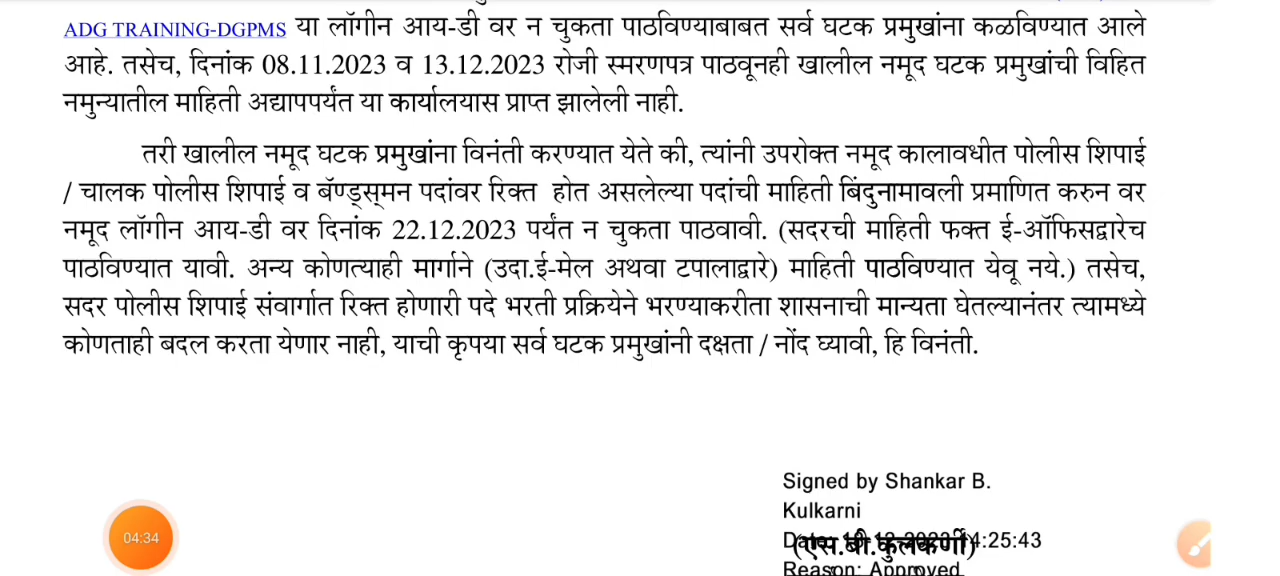 ADG TRAINING-DGPMS या लॉगीन आय-डी वर न चुकता पाठविण्याबाबत सर्व घटक प्रमुखांना कळविण्यात आले
आहे. तसेच, दिनांक 08.11.2023 व 13.12.2023 रोजी स्मरणपत्र पाठवूनही खालील नमूद घटक प्रमुखांची विहित
नमुन्यातील माहिती अद्यापपर्यंत या कार्यालयास प्राप्त झालेली नाही.
तरी खालील नमूद घटक प्रमुखांना विनंती करण्यात येते की, त्यांनी उपरोक्त नमूद कालावधीत पोलीस शिपाई
/ चालक पोलीस शिपाई व बॅण्ड्स्‌मन पदांवर रिक्त होत असलेल्या पदांची माहिती बिंदुनामावली प्रमाणित करुन वर
नमूद लॉगीन आय-डी वर दिनांक 22.12.2023 पर्यंत न चुकता पाठवावी. (सदरची माहिती फक्त ई-ऑफिसद्वारेच
पाठविण्यात यावी. अन्य कोणत्याही मार्गाने (उदा.ई-मेल अथवा टपालाद्वारे) माहिती पाठविण्यात येवू नये.) तसेच,
सदर पोलीस शिपाई संवार्गात रिक्त होणारी पदे भरती प्रक्रियेने भरण्याकरीता शासनाची मान्यता घेतल्यानंतर त्यामध्ये
कोणताही बदल करता येणार नाही, याची कृपया सर्व घटक प्रमुखांनी दक्षता / नोंद घ्यावी, हि विनंती.
Signed by Shankar B.
Kulkarni
(एस.बी.कुलकर्णी)
Reason: Approved
04:34